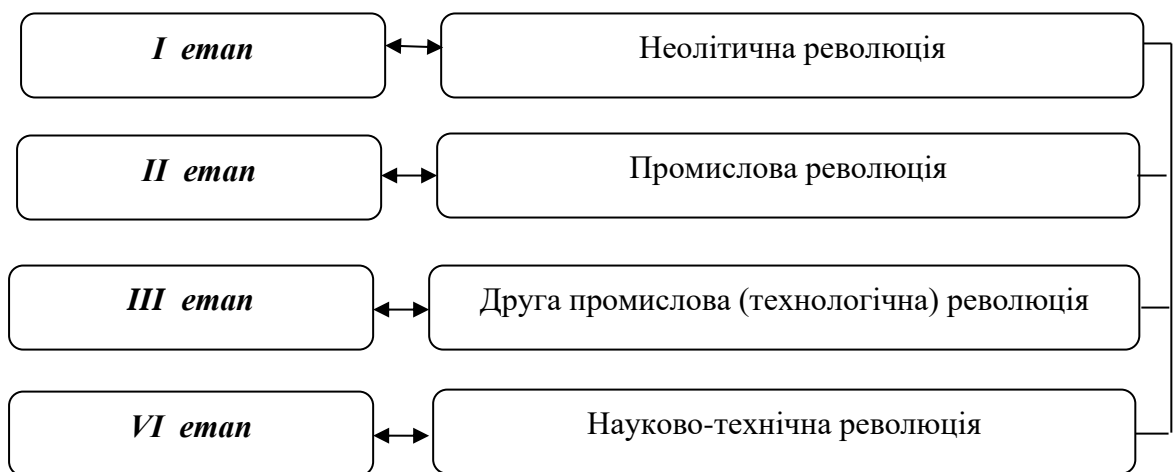 I етап
Неолітична революція
II етап
Промислова революція
III етап
Друга промислова (технологічна) революція
VI етап
Науково-технічна революція